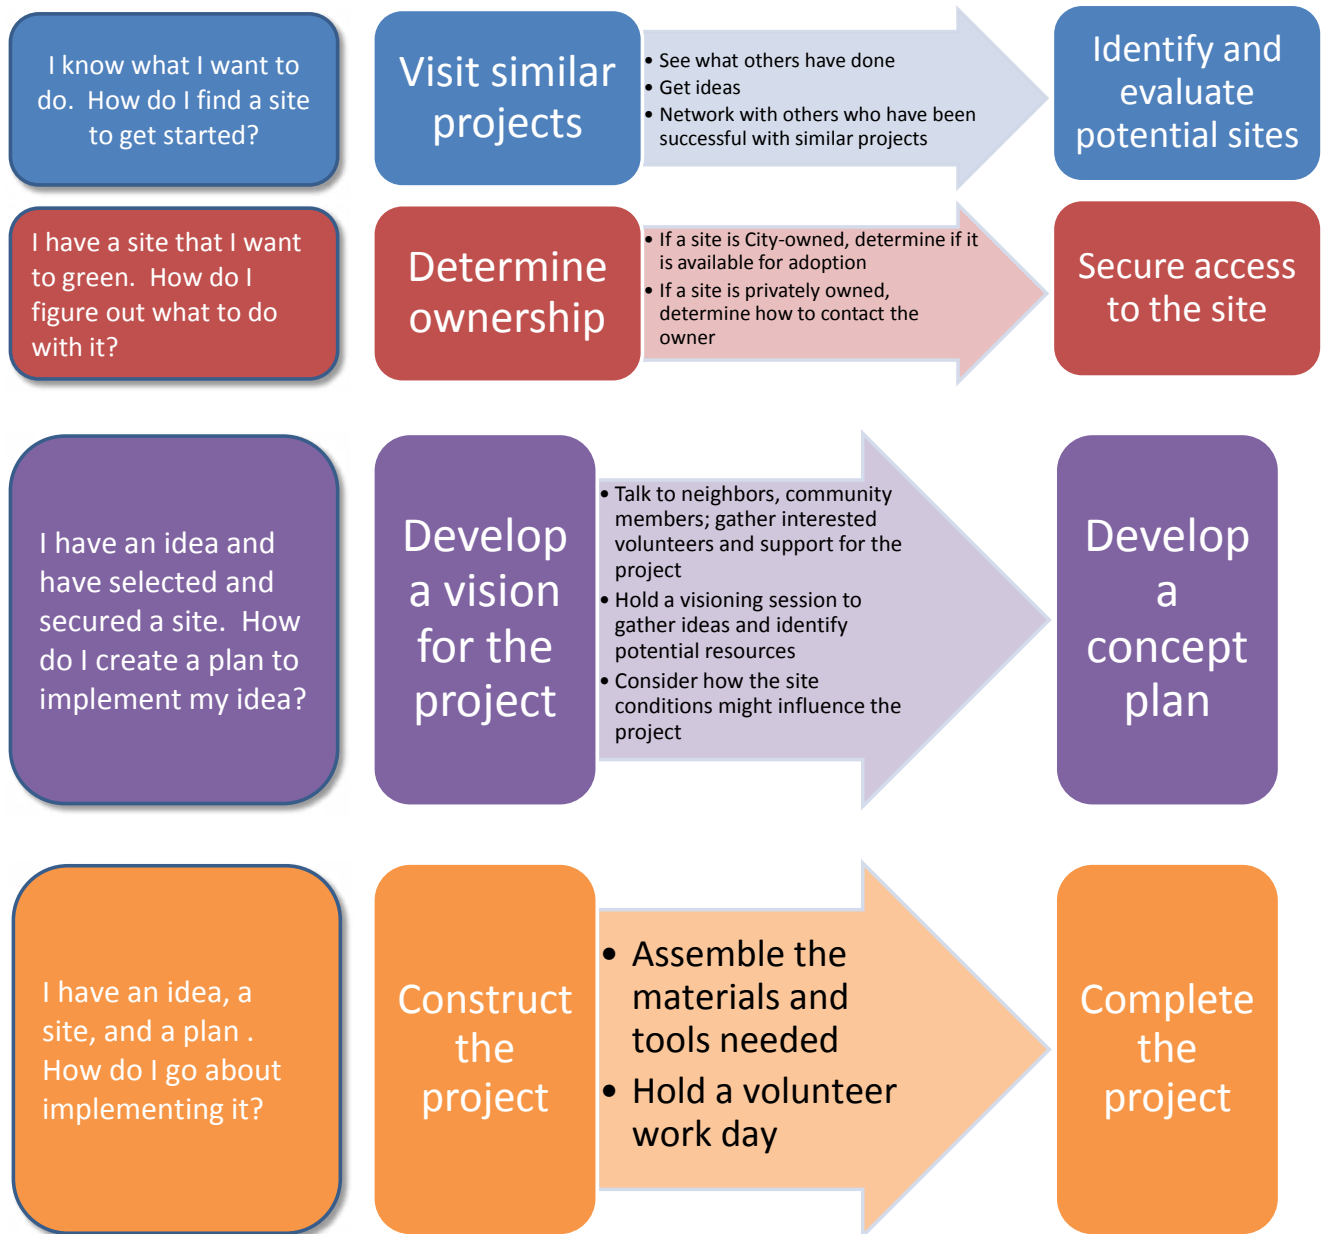 I know what I want to
do.  How do I find a site
to get started?
Visit similar
projects
• See what others have done
• Get ideas
• Network with others who have been
successful with similar projects
Identify and
evaluate
potential sites
I have a site that I want
to green.  How do I
figure out what to do
with it?
Determine
ownership
• If a site is City-owned, determine if it
is available for adoption
• If a site is privately owned,
determine how to contact the
owner
Secure access
to the site
I have an idea and
have selected and
secured a site.  How
do I create a plan to
implement my idea?
Develop
a vision
for the
project
• Talk to neighbors, community
members; gather interested
volunteers and support for the
project
• Hold a visioning session to
gather ideas and identify
potential resources
• Consider how the site
conditions might influence the
project
Develop
a
concept
plan
I have an idea, a
site, and a plan .
How do I go about
implementing it?
Construct
the
project
• Assemble the
materials and
tools needed
• Hold a volunteer
work day
Complete
the
project